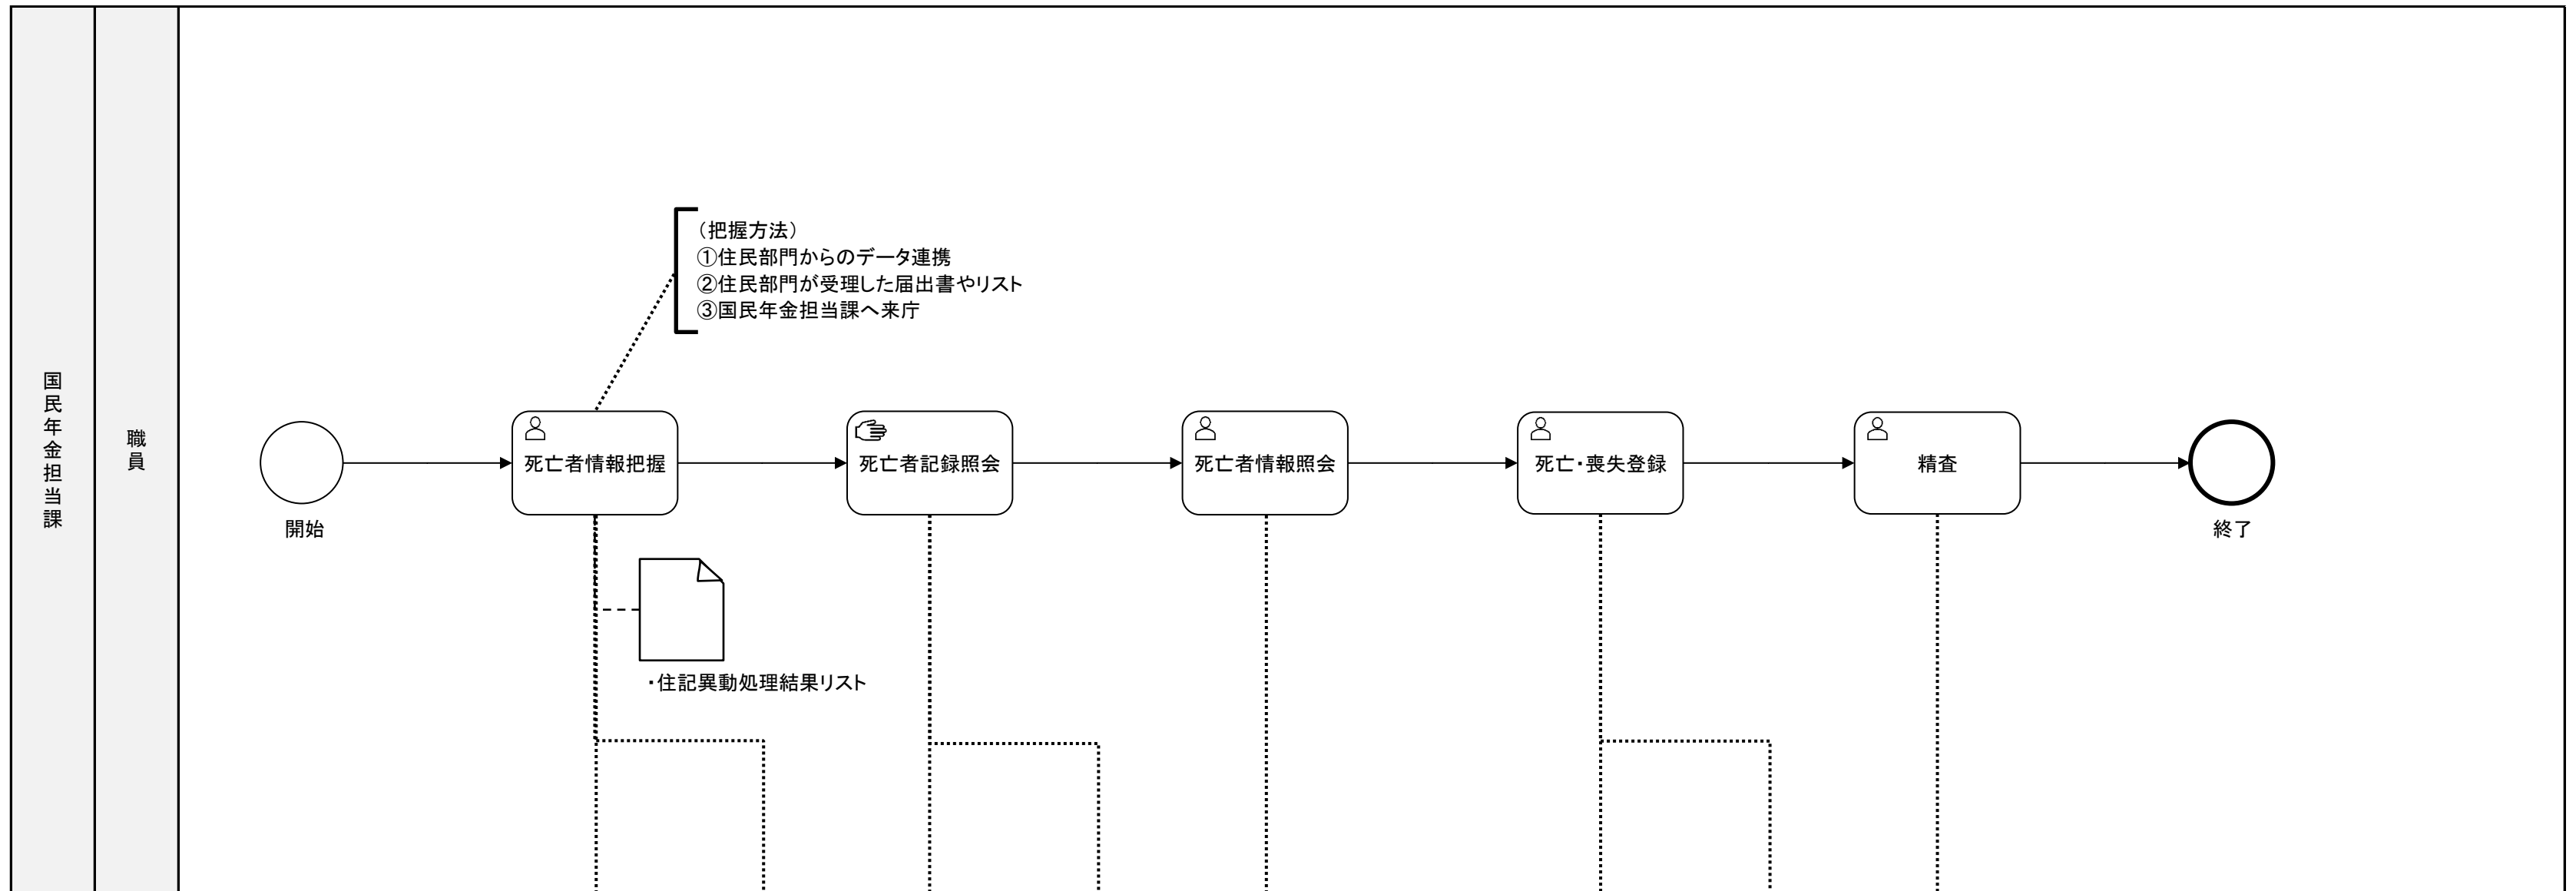 国民年金担当課
職員
（把握方法）
①住民部門からのデータ連携
②住民部門が受理した届出書やリスト
③国民年金担当課へ来庁
開始
死亡者情報把握
死亡者記録照会
死亡者情報照会
死亡・喪失登録
精査
終了
・住記異動処理結果リスト